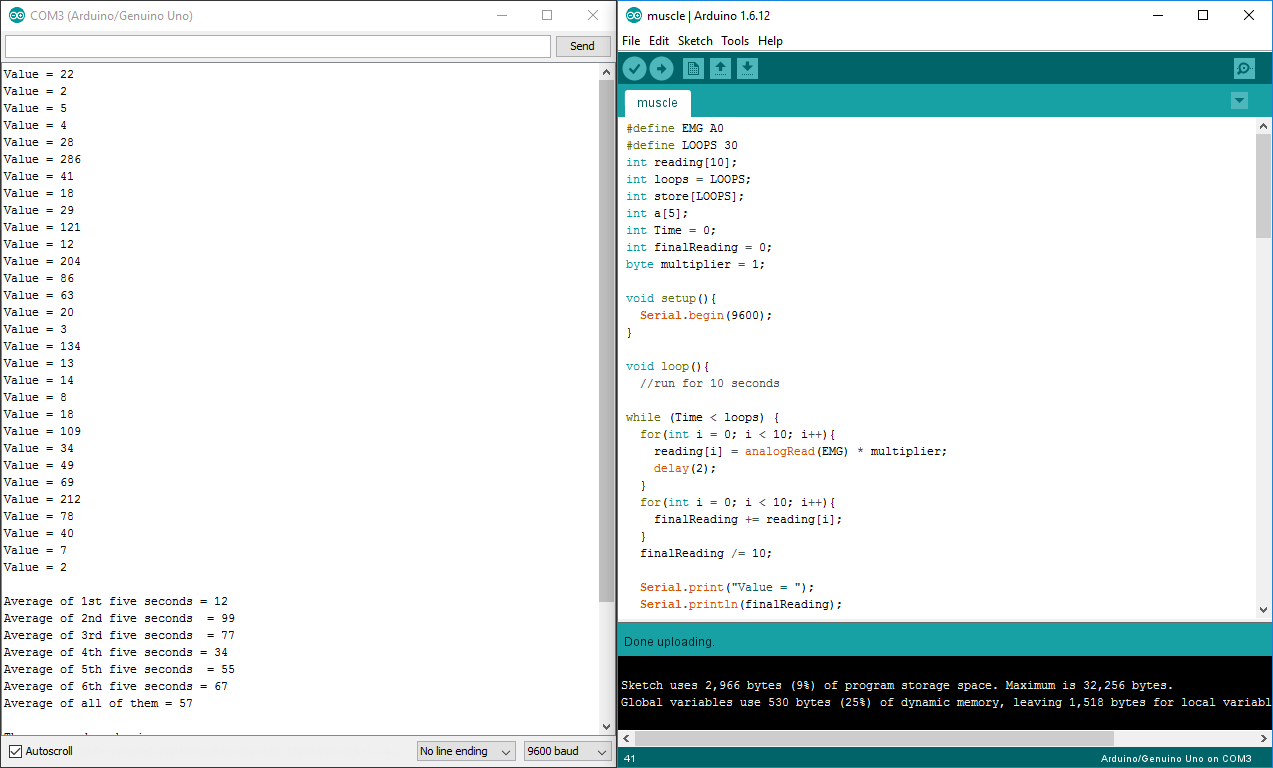 COM3 (Arduino/Genuino Uno)
Send
Value = 22
Value = 2
Value = 5
Value = 4
Value = 28
Value = 286
Value = 41
Value = 18
Value = 29
Value = 121
Value = 12
Value = 204
Value = 86
Value = 63
Value = 20
Value = 3
Value = 134
Value = 13
Value = 14
Value = 8
Value = 18
Value = 109
Value = 34
Value = 49
Value = 69
Value = 212
Value = 78
Value = 40
Value = 7
Value = 2
Average of 1st five seconds = 12
Average of 2nd five seconds  = 99
Average of 3rd five seconds  = 77
Average of 4th five seconds = 34
Average of 5th five seconds  = 55
Average of 6th five seconds = 67
Average of all of them = 57
Autoscroll
No line ending
9600 baud
muscle | Arduino 1.6.12
File Edit Sketch Tools Help
muscle
#define EMG A0
#define LOOPS 30
int reading[10];
int loops = LOOPS;
int store[LOOPS];
int a[5];
int Time = 0;
int finalReading = 0;
byte multiplier = 1;
void setup(){
  Serial.begin(9600);
}
void loop(){
  //run for 10 seconds
while (Time < loops) {
  for(int i = 0; i < 10; i++){
    reading[i] = analogRead(EMG) * multiplier;
    delay(2);
  }
  for(int i = 0; i < 10; i++){
    finalReading += reading[i];
  }
  finalReading /= 10;
  Serial.print("Value = ");
  Serial.println(finalReading);
Done uploading.
Sketch uses 2,966 bytes (9%) of program storage space. Maximum is 32,256 bytes.
Global variables use 530 bytes (25%) of dynamic memory, leaving 1,518 bytes for local variabl
41
Arduino/Genuino Uno on COM3